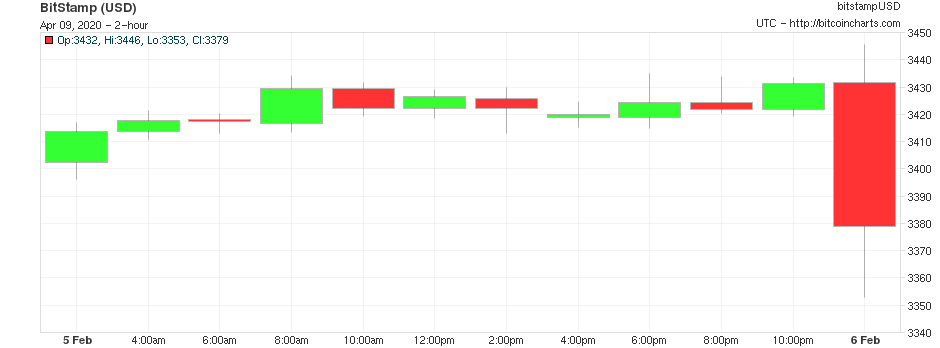 BitStamp (USD)
bitstampUSD
Apr 09, 2020 - 2-hour
UTC - http://bitcoincharts.com
Op:3432, Hi:3446, Lo:3353, Cl:3379
3450
3440
3430
3420
3410
3400
3390
3380
3370
3360
3350
3340
5 Feb
4:00am
6:00am
8:00am
10:00am
12:00pm
2:00pm
4:00pm
6:00pm
8:00pm
10:00pm
6 Feb